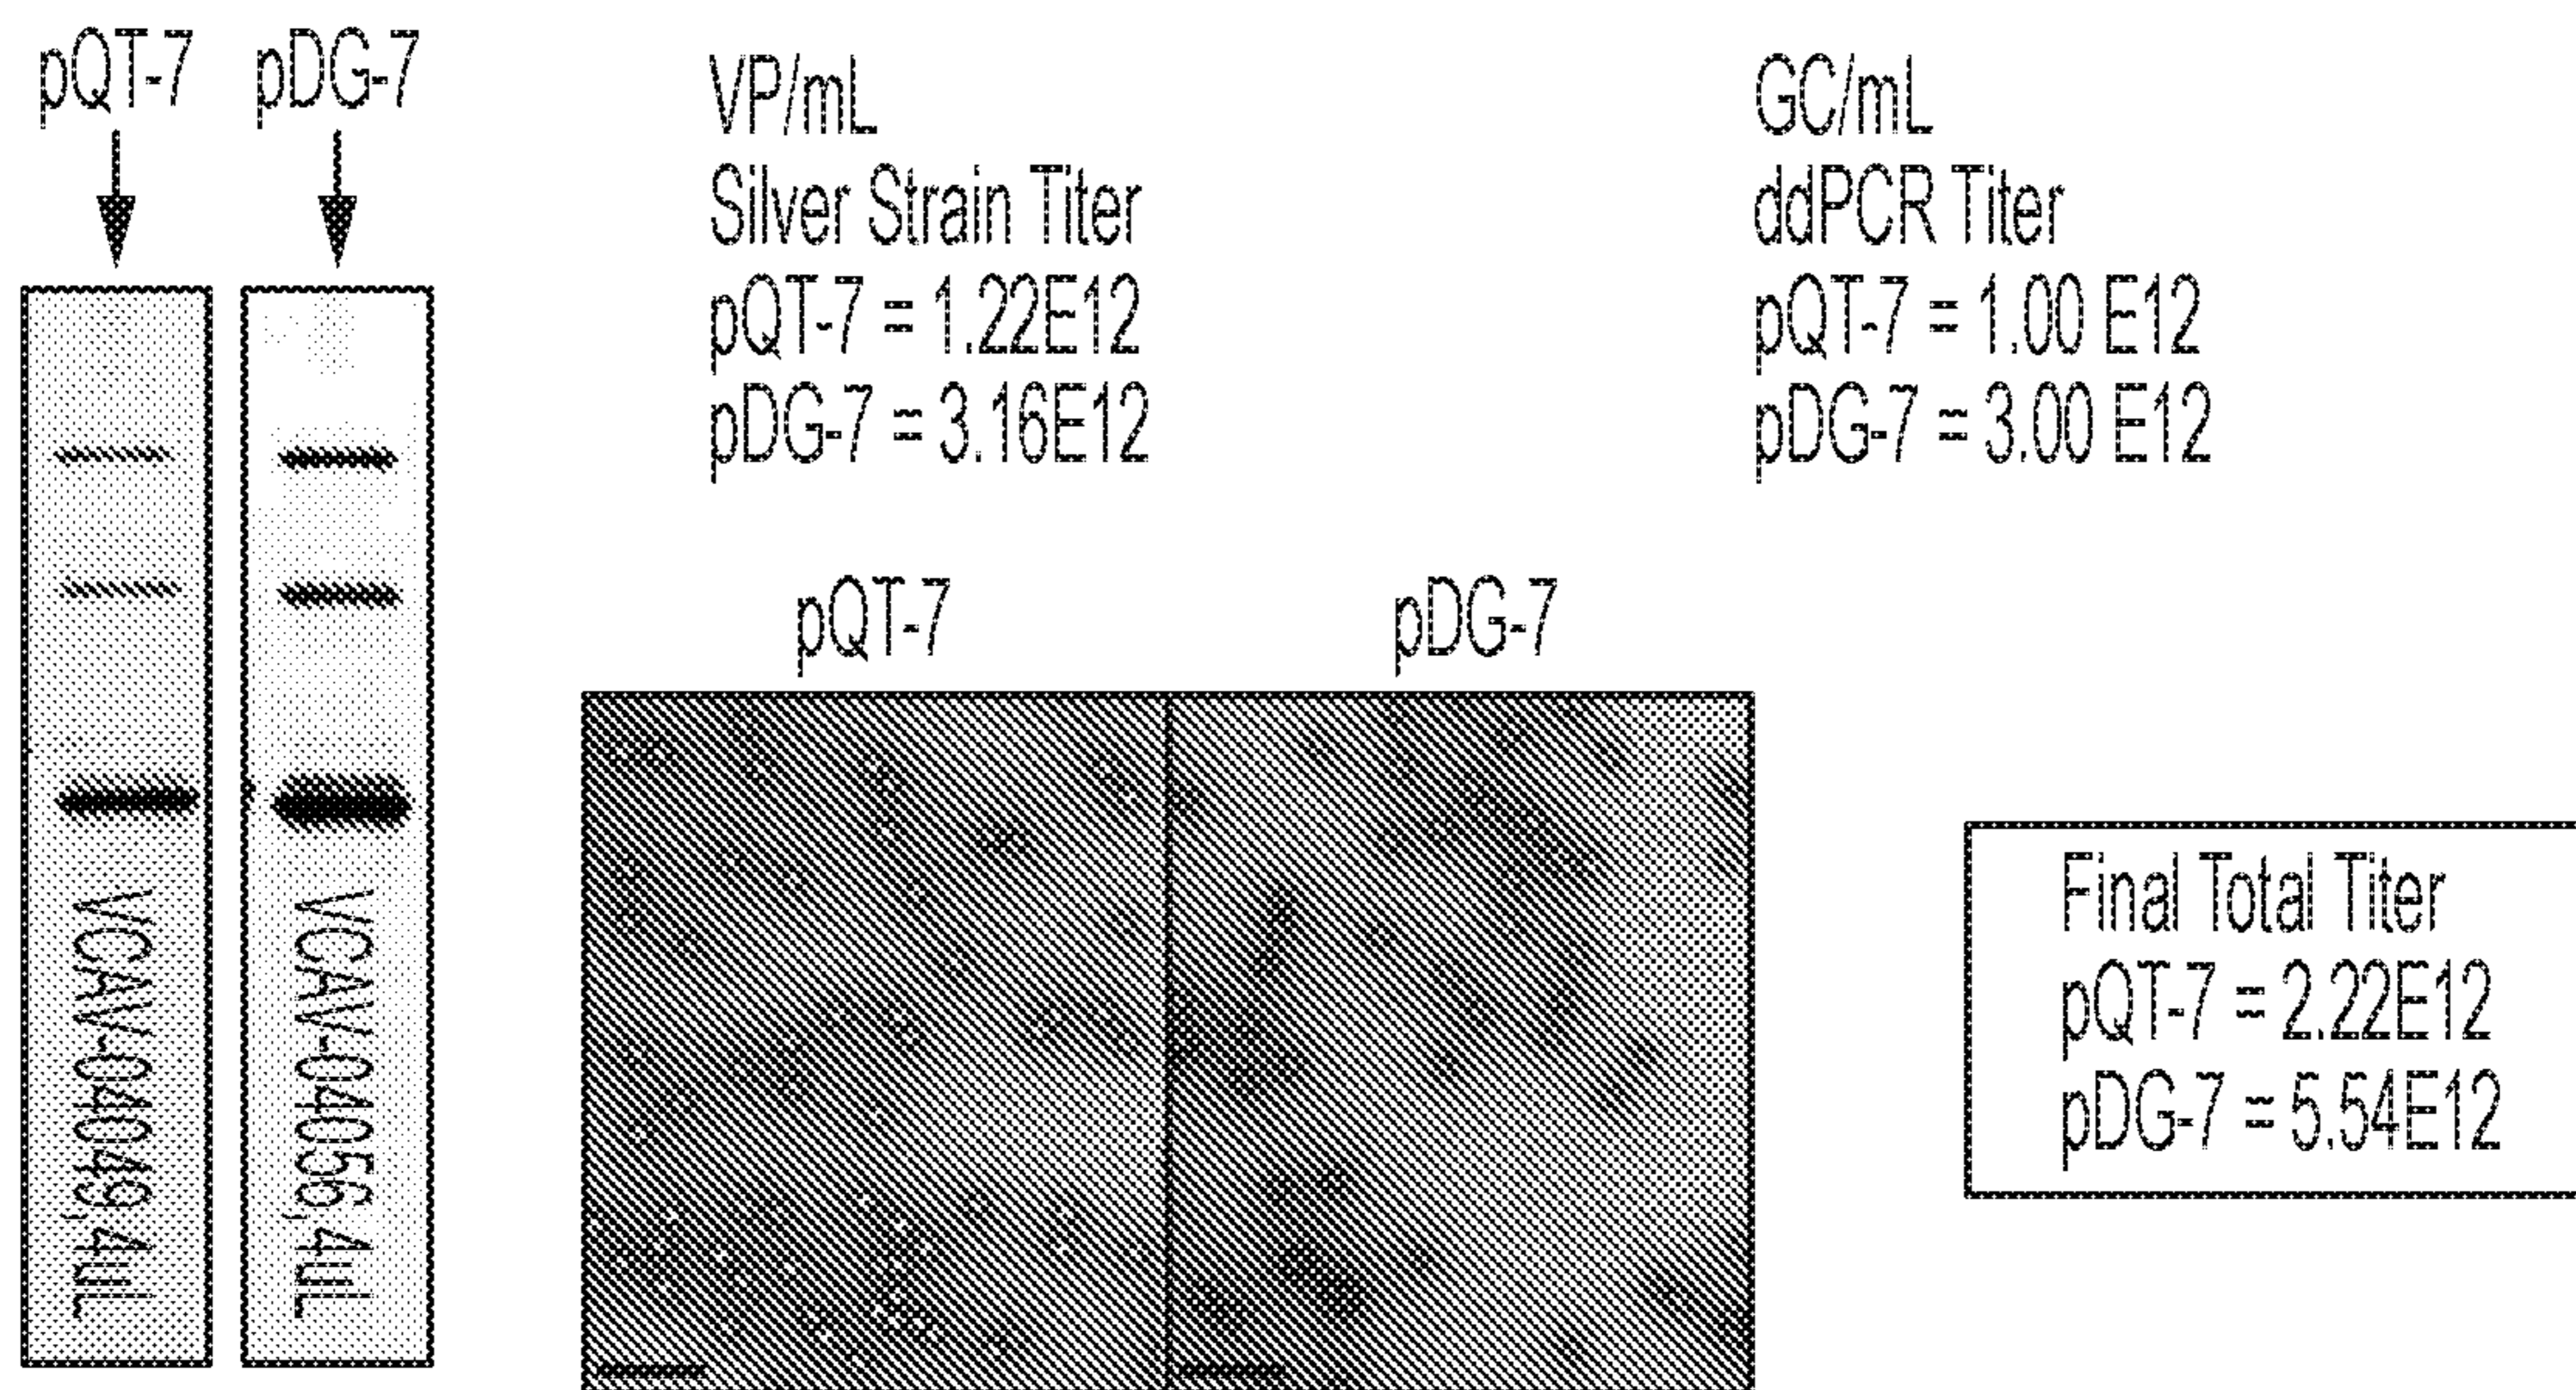 pQT-7
pDG-7
VCAV-04049,4uL
VCAV-04056,4uL
VP/mL
Silver Strain Titer
pQT-7 = 1.22E12
pDG-7 = 3.16E12
GC/mL
ddPCR Titer
pQT-7 = 1.00 E12
pDG-7 = 3.00 E12
pQT-7
pDG-7
Final Total Titer
pQT-7 = 2.22E12
pDG-7 = 5.54E12